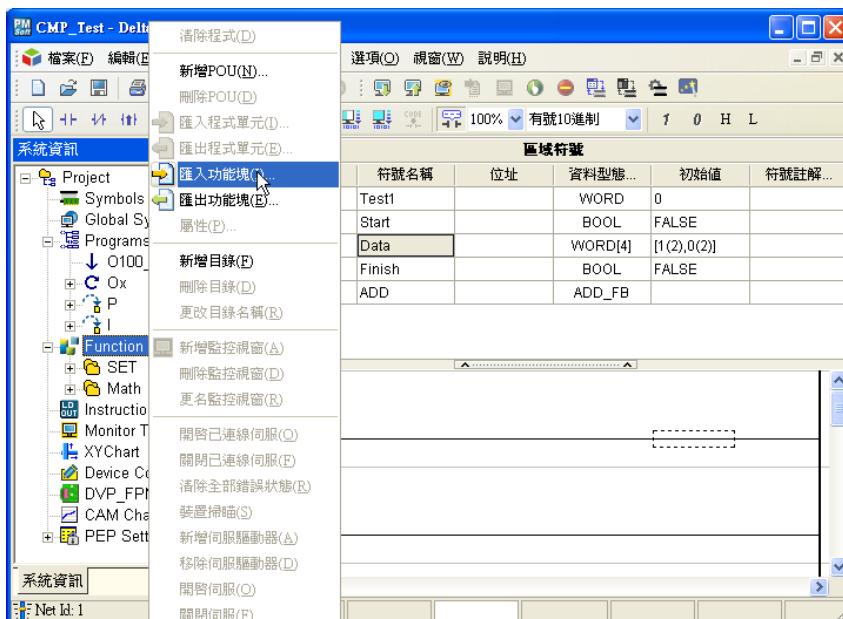 CMP_Test - Delt
檔案(F) 編輯(E 選項(O) 視窗(W) 說明(H)
100% 有號10進制 1 0 H L
系統資訊
Project
Symbols
Global Sy
Programs
O100_
Ox
P
I
Function
SET
Math
Instructio
Monitor T
XYChart
Device Co
DVP_FPN
CAM Cha
PEP Sett
系統資訊
Net Id: 1
清除程式(D)
新增POU(N)...
刪除POU(D)
匯入程式單元(I)...
匯出程式單元(E)...
匯入功能塊(I)...
匯出功能塊(E)...
屬性(P)...
新增目錄(F)
刪除目錄(D)
更改目錄名稱(R)
新增監控視窗(A)
刪除監控視窗(D)
更名監控視窗(R)
開啓已連線伺服(O)
關閉已連線伺服(F)
清除全部錯誤狀態(R)
裝置掃瞄(S)
新增伺服驅動器(A)
移除伺服驅動器(D)
開啓伺服(O)
關閉伺服(F)
區域符號
符號名稱 位址 資料型態... 初始值 符號註解...
Test1 WORD 0
Start BOOL FALSE
Data WORD[4] [1(2),0(2)]
Finish BOOL FALSE
ADD ADD_FB